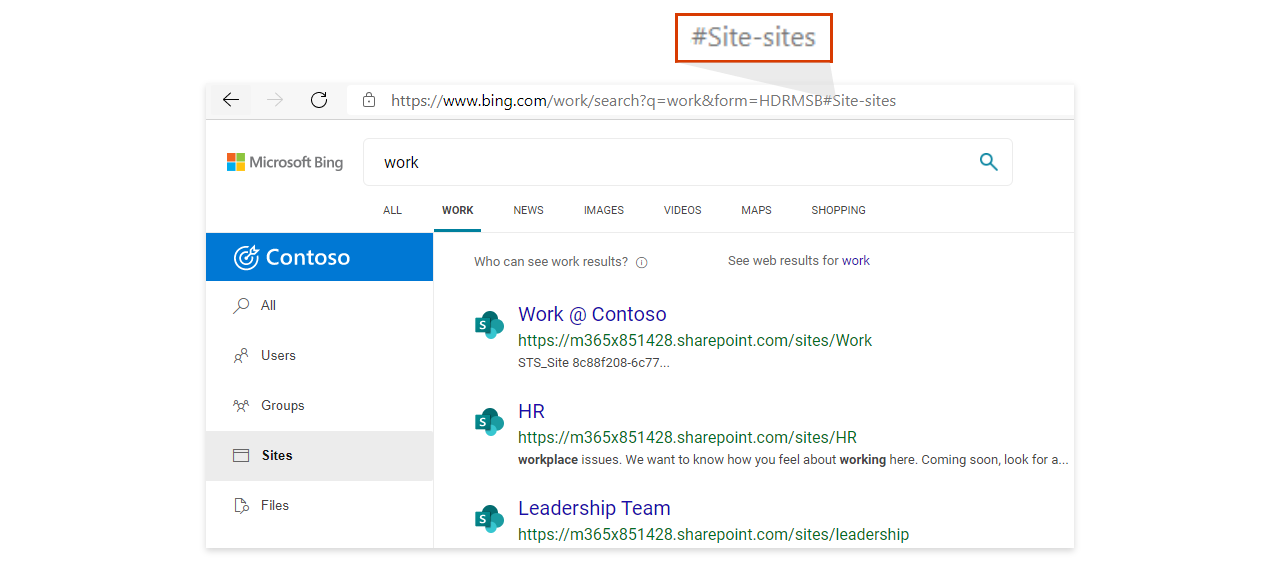 #Site-sites
https://www.bing.com/work/search?q=work&form=HDRMSB#Site-sites
Microsoft Bing
work
ALL WORK NEWS IMAGES VIDEOS MAPS SHOPPING
Contoso
All
Users
Groups
Sites
Files
Who can see work results? See web results for work
S
Work @ Contoso
https://m365x851428.sharepoint.com/sites/Work
STS_Site 8c88f208-6c77...
S
HR
https://m365x851428.sharepoint.com/sites/HR
workplace issues. We want to know how you feel about working here. Coming soon, look for a...
S
Leadership Team
https://m365x851428.sharepoint.com/sites/leadership